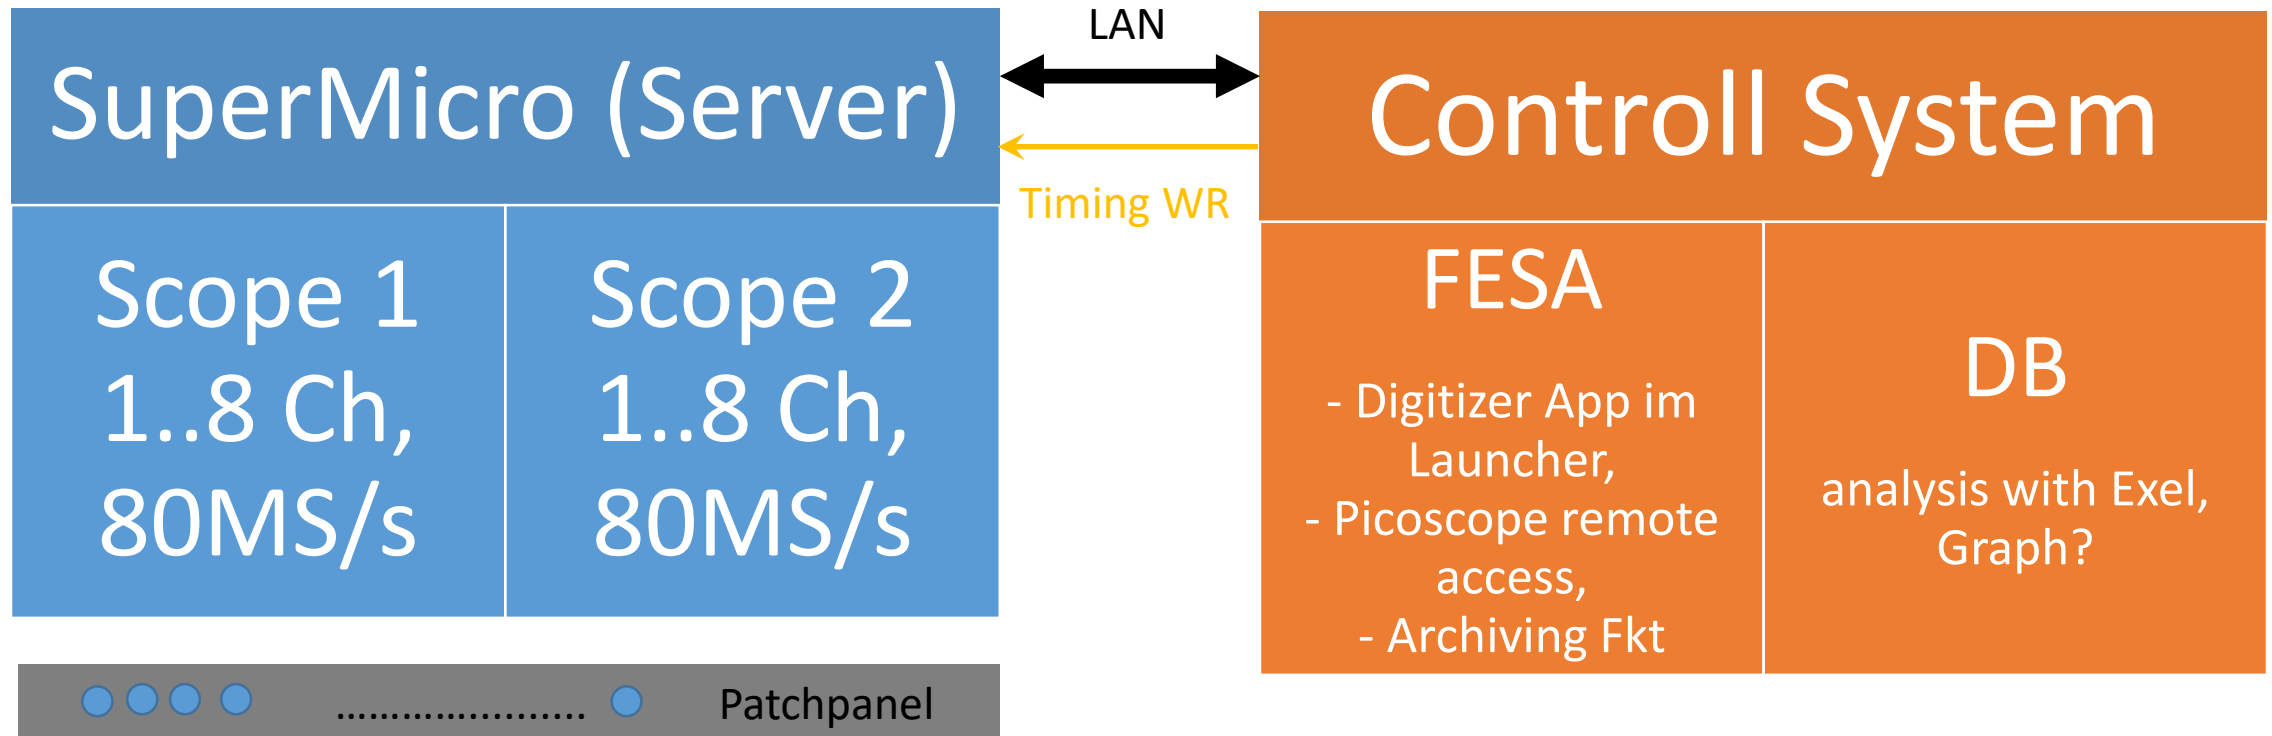 LAN
SuperMicro (Server)
Controll System
Timing WR
Scope 1
1..8 Ch,
80MS/s
Scope 2
1..8 Ch,
80MS/s
FESA
- Digitizer App im
Launcher,
- Picoscope remote
access,
- Archiving Fkt
DB
analysis with Exel,
Graph?
...................... Patchpanel